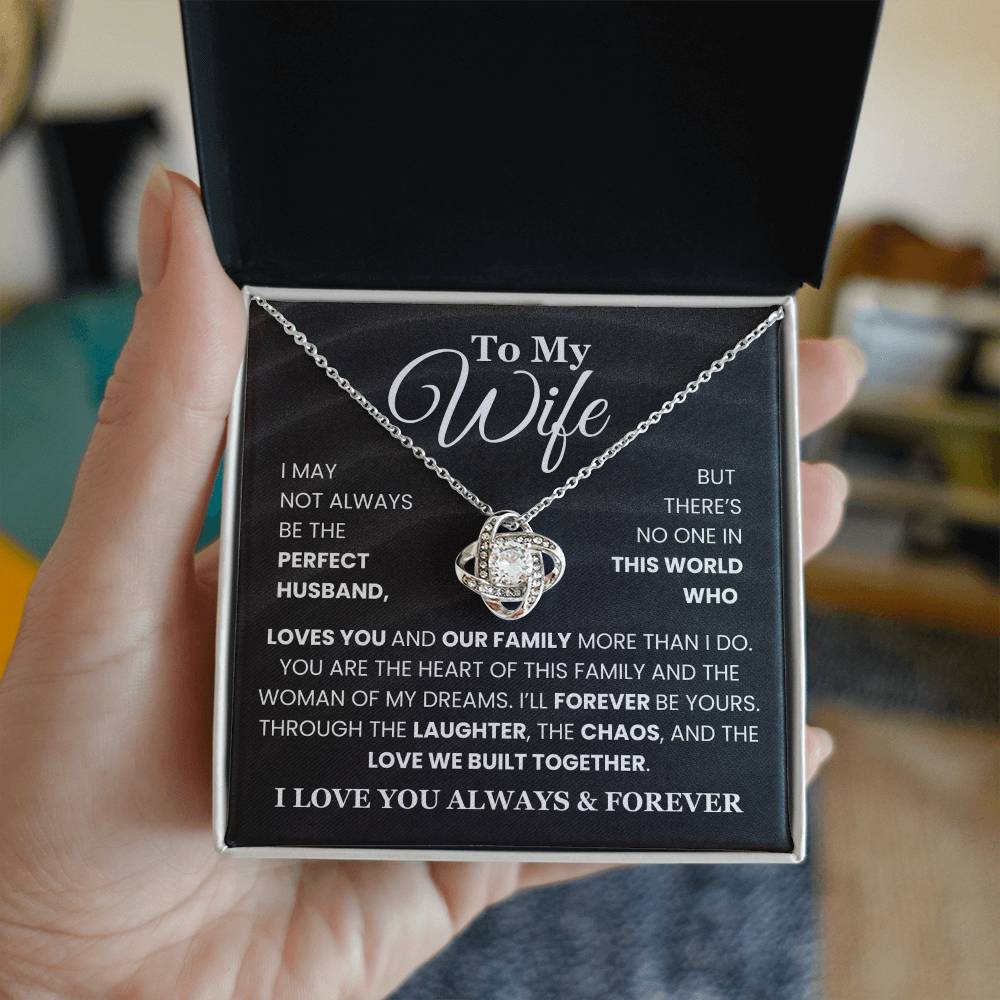 To My
Wife
I MAY
NOT ALWAYS
BE THE
PERFECT
HUSBAND,
BUT
THERE'S
NO ONE IN
THIS WORLD
WHO
LOVES YOU AND OUR FAMILY MORE THAN I DO.
YOU ARE THE HEART OF THIS FAMILY AND THE
WOMAN OF MY DREAMS. I'LL FOREVER BE YOURS.
THROUGH THE LAUGHTER, THE CHAOS, AND THE
LOVE WE BUILT TOGETHER.
I LOVE YOU ALWAYS & FOREVER